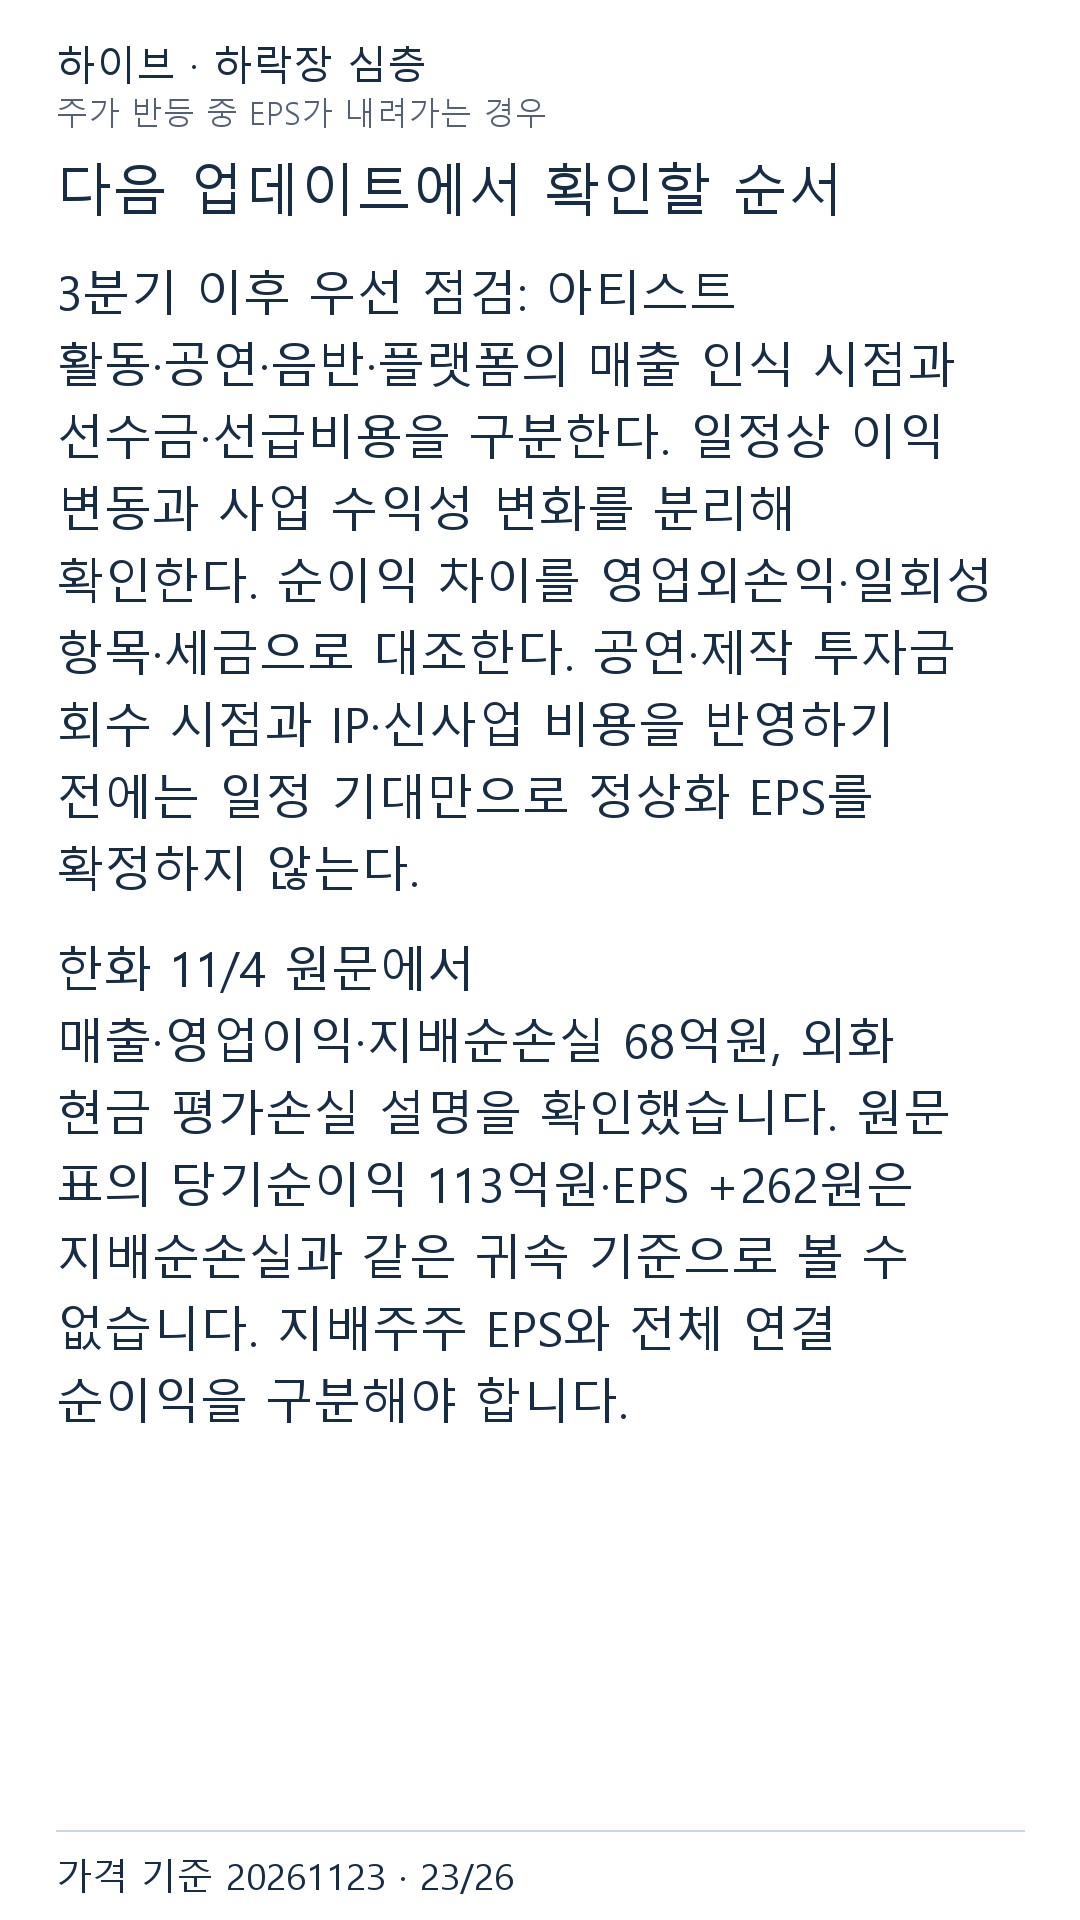 하이브 · 하락장 심층
주가 반등 중 EPS가 내려가는 경우
다음 업데이트에서 확인할 순서
3분기 이후 우선 점검: 아티스트
활동·공연·음반·플랫폼의 매출 인식 시점과
선수금·선급비용을 구분한다. 일정상 이익
변동과 사업 수익성 변화를 분리해
확인한다. 순이익 차이를 영업외손익·일회성
항목·세금으로 대조한다. 공연·제작 투자금
회수 시점과 IP·신사업 비용을 반영하기
전에는 일정 기대만으로 정상화 EPS를
확정하지 않는다.
한화 11/4 원문에서
매출·영업이익·지배순손실 68억원, 외화
현금 평가손실 설명을 확인했습니다. 원문
표의 당기순이익 113억원·EPS +262원은
지배순손실과 같은 귀속 기준으로 볼 수
없습니다. 지배주주 EPS와 전체 연결
순이익을 구분해야 합니다.
가격 기준 20261123 · 23/26